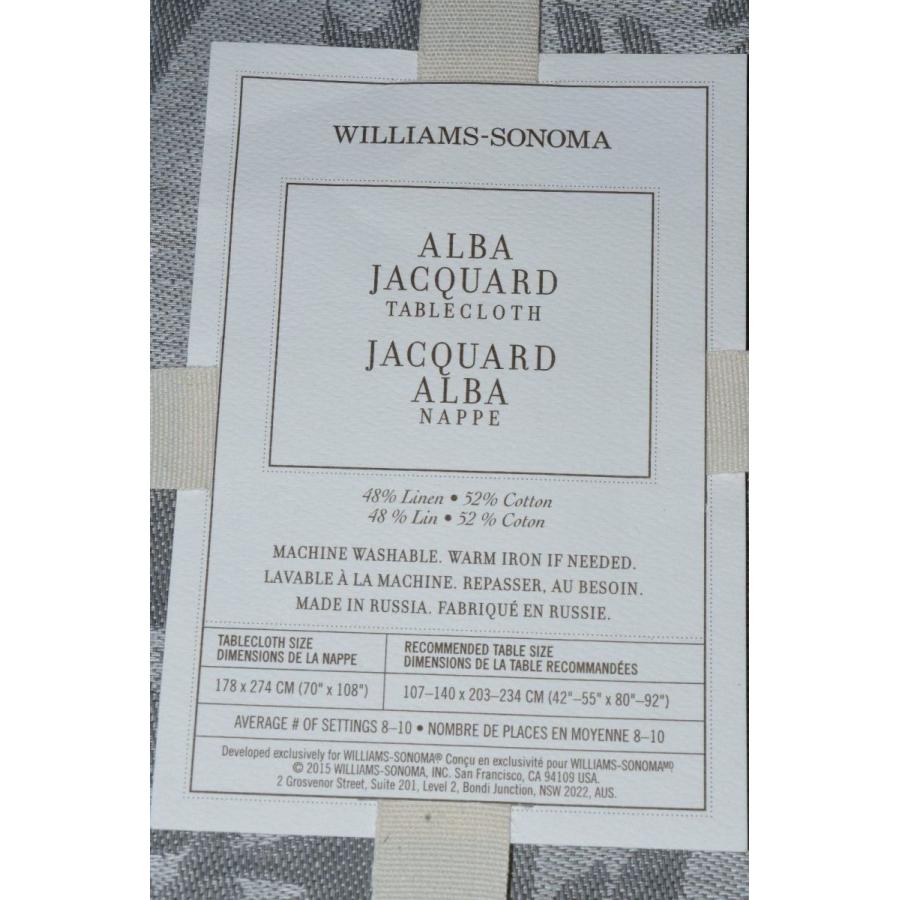 WILLIAMS-SONOMA
ALBA
JACQUARD
TABLECLOTH
JACQUARD
ALBA
NAPPE
48% Linen • 52% Cotton
48 % Lin • 52 % Coton
MACHINE WASHABLE. WARM IRON IF NEEDED.
LAVABLE À LA MACHINE. REPASSER, AU BESOIN.
MADE IN RUSSIA. FABRIQUÉ EN RUSSIE.
TABLECLOTH SIZE
DIMENSIONS DE LA NAPPE
178 x 274 CM (70" x 108")
RECOMMENDED TABLE SIZE
DIMENSIONS DE LA TABLE RECOMMANDÉES
107–140 x 203–234 CM (42"–55" x 80"–92")
AVERAGE # OF SETTINGS 8–10 • NOMBRE DE PLACES EN MOYENNE 8–10
Developed exclusively for WILLIAMS-SONOMA® Conçu en exclusivité pour WILLIAMS-SONOMAᴹᴰ
© 2015 WILLIAMS-SONOMA, INC. San Francisco, CA 94109 USA.
2 Grosvenor Street, Suite 201, Level 2, Bondi Junction, NSW 2022, AUS.